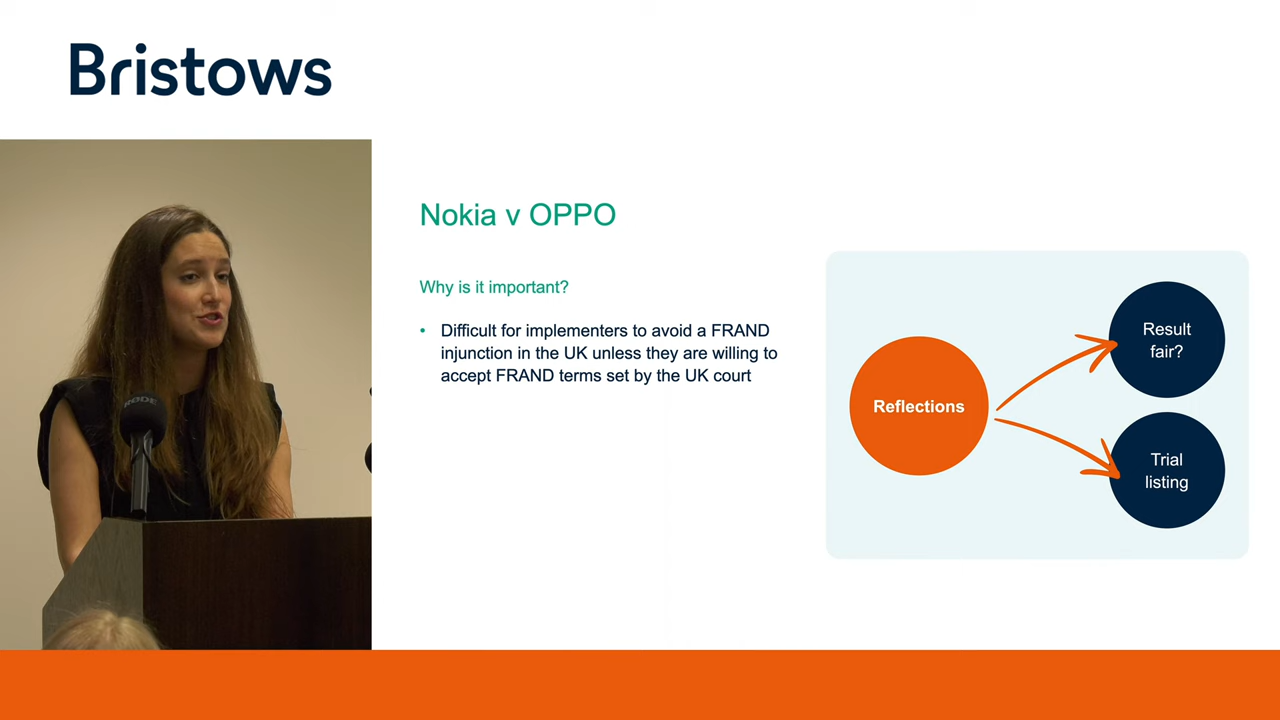 Bristows
Nokia v OPPO
Why is it important?
• Difficult for implementers to avoid a FRAND
injunction in the UK unless they are willing to
accept FRAND terms set by the UK court
Reflections
Result
fair?
Trial
listing
RØDE